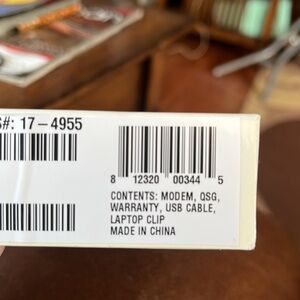 #: 17-4955
8 12320 00344 5
CONTENTS: MODEM, QSG,
WARRANTY, USB CABLE,
LAPTOP CLIP
MADE IN CHINA